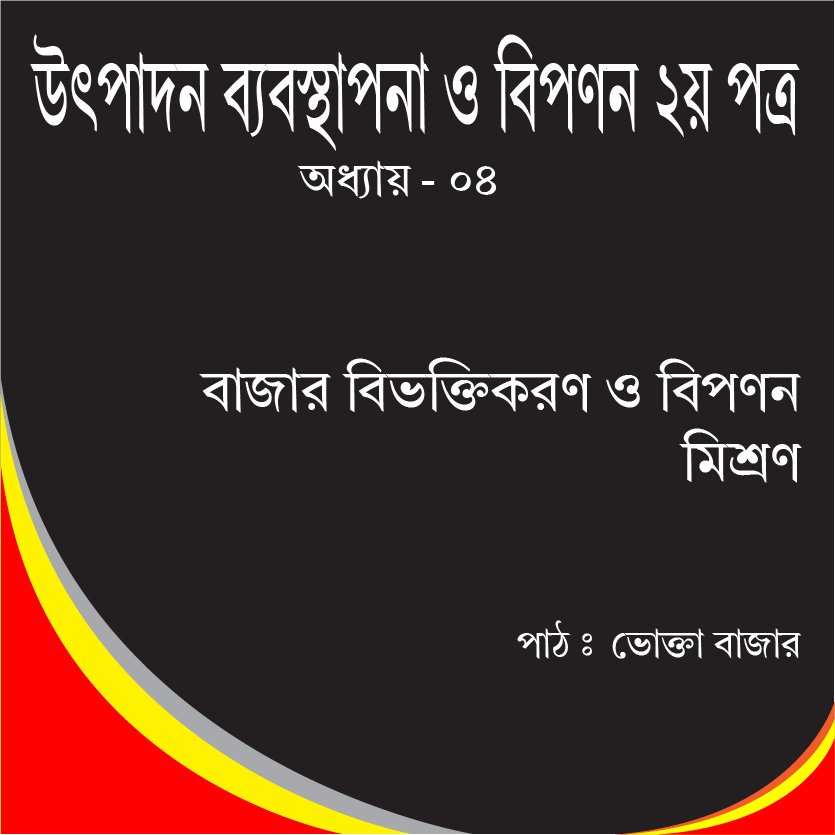 উৎপাদন ব্যবস্থাপনা ও বিপণন ২য় পত্র
অধ্যায় - ০৪
বাজার বিভক্তিকরণ ও বিপণন
মিশ্রণ
পাঠ ঃ ভোক্তা বাজার